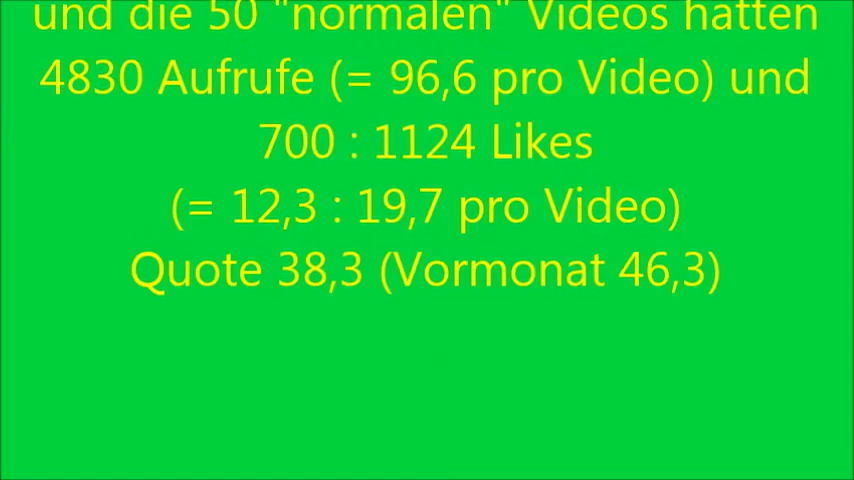 und die 50 "normalen" Videos hatten
4830 Aufrufe (= 96,6 pro Video) und
700 : 1124 Likes
(= 12,3 : 19,7 pro Video)
Quote 38,3 (Vormonat 46,3)